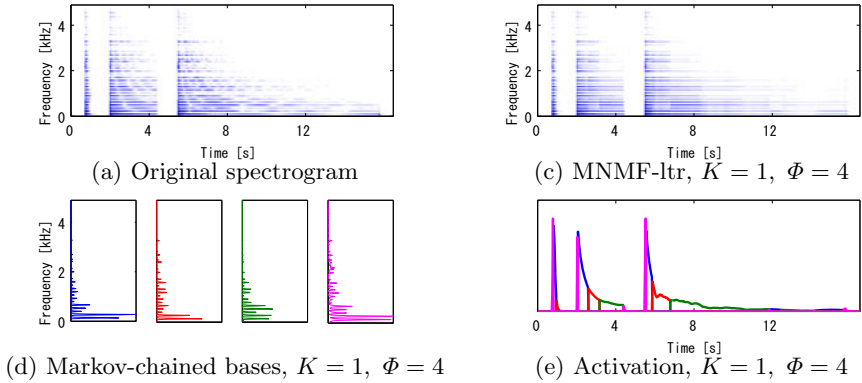 Frequency [kHz]
4
2
0
0 4 8 12
Time [s]
(a) Original spectrogram
Frequency [kHz]
4
2
0
0 4 8 12
Time [s]
(c) MNMF-ltr, K = 1, Φ = 4
Frequency [kHz]
4
2
0
(d) Markov-chained bases, K = 1, Φ = 4
0 4 8 12
Time [s]
(e) Activation, K = 1, Φ = 4